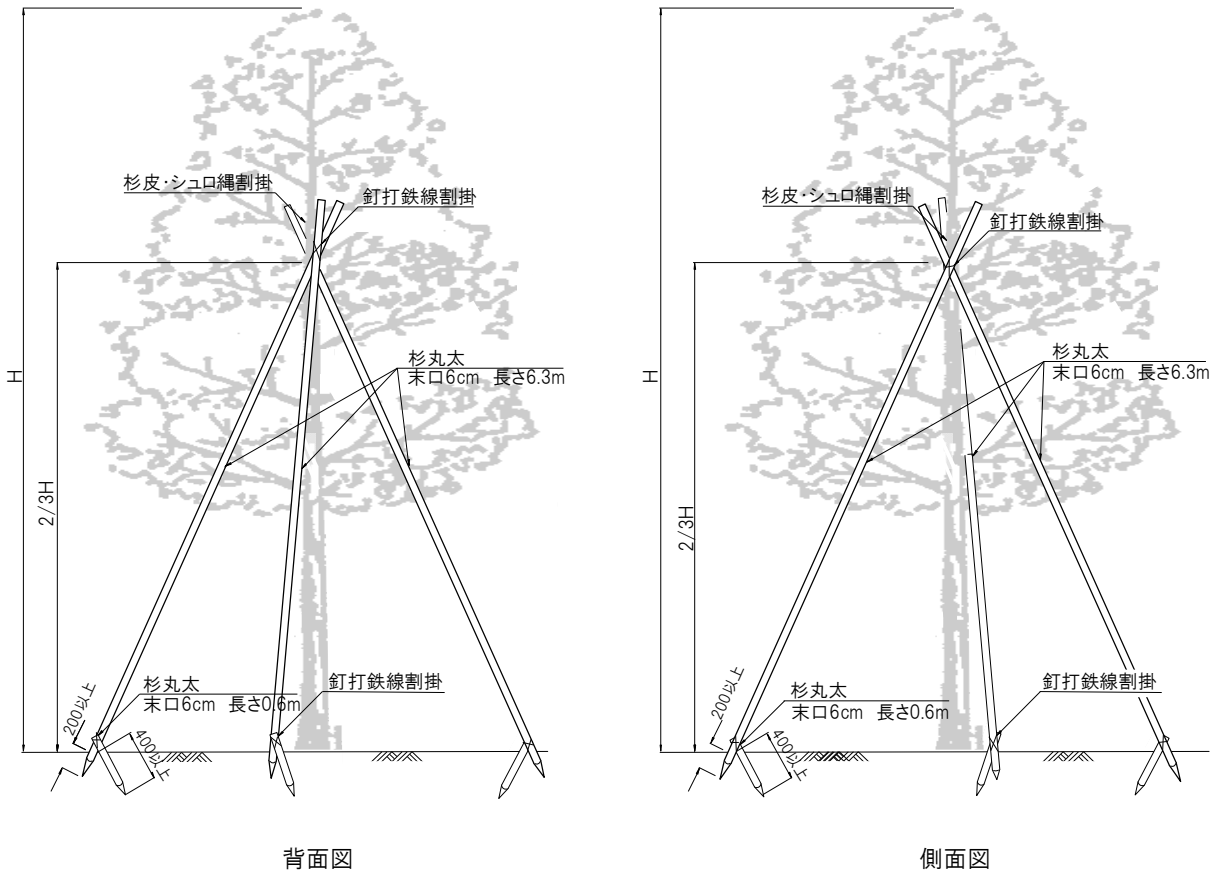 H
杉皮･シュロ縄割掛
釘打鉄線割掛
杉丸太
末口6cm 長さ6.3m
2/3H
200以上
杉丸太
末口6cm 長さ0.6m
釘打鉄線割掛
400以上
背面図
H
杉皮･シュロ縄割掛
釘打鉄線割掛
杉丸太
末口6cm 長さ6.3m
2/3H
200以上
杉丸太
末口6cm 長さ0.6m
釘打鉄線割掛
400以上
側面図